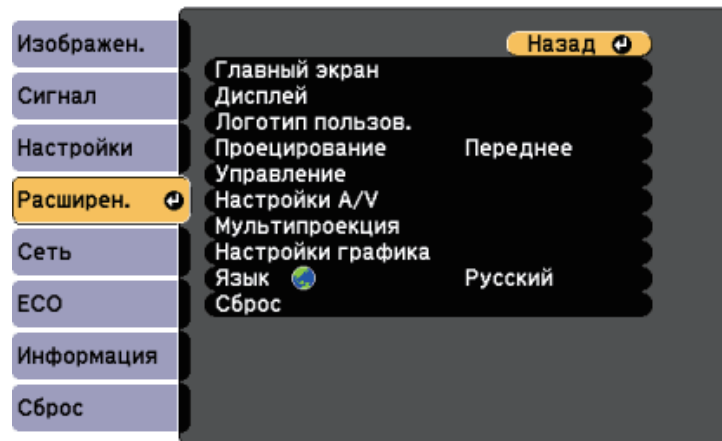 Изображен.
Сигнал
Настройки
Расширен.
Сеть
ECO
Информация
Сброс
Назад
Главный экран
Дисплей
Логотип пользов.
Проецирование Переднее
Управление
Настройки A/V
Мультипроекция
Настройки графика
Язык Русский
Сброс